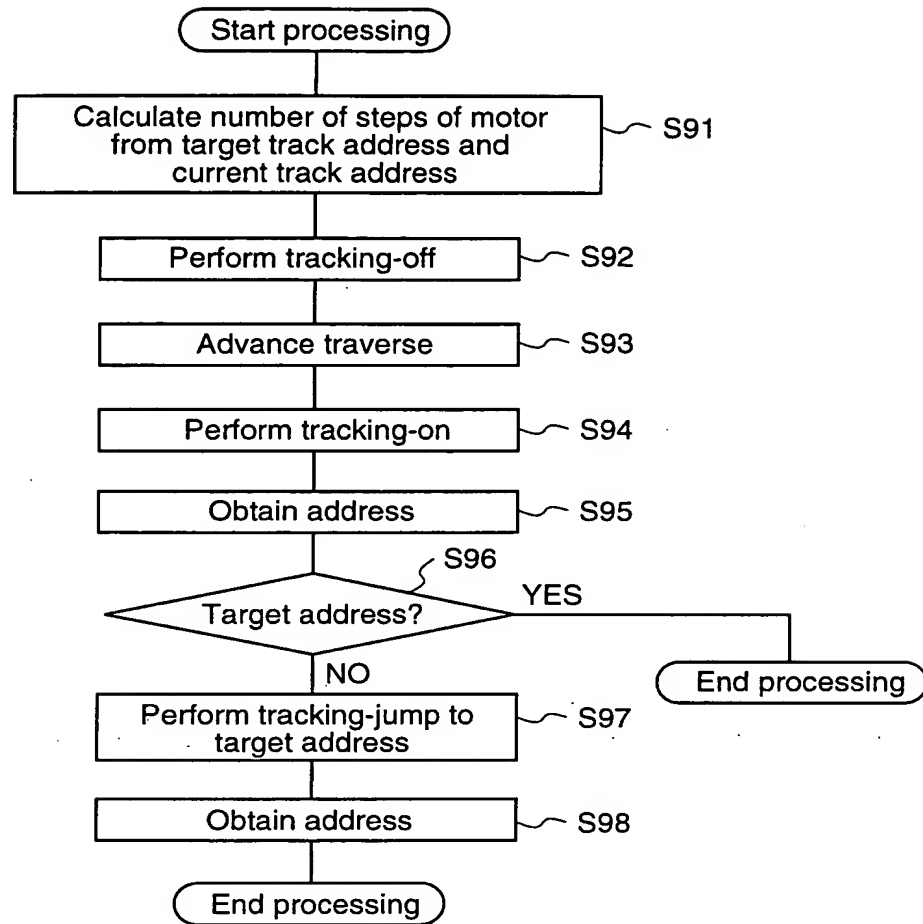 Start processing
Calculate number of steps of motor
from target track address and
current track address
S91
Perform tracking-off
S92
Advance traverse
S93
Perform tracking-on
S94
Obtain address
S95
S96
Target address?
YES
End processing
NO
Perform tracking-jump to
target address
S97
Obtain address
S98
End processing